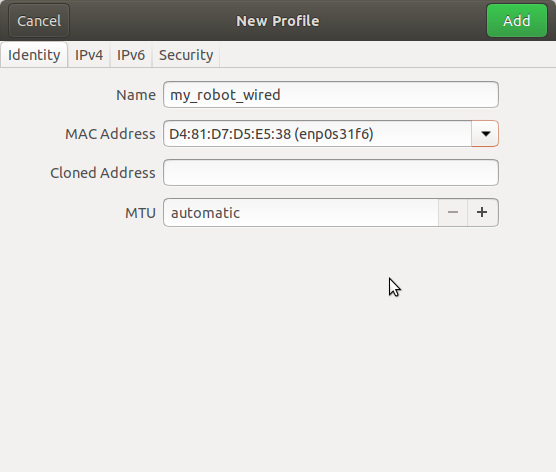 Cancel New Profile Add
Identity IPv4 IPv6 Security
Name my_robot_wired
MAC Address D4:81:D7:D5:E5:38 (enp0s31f6)
Cloned Address
MTU automatic − +